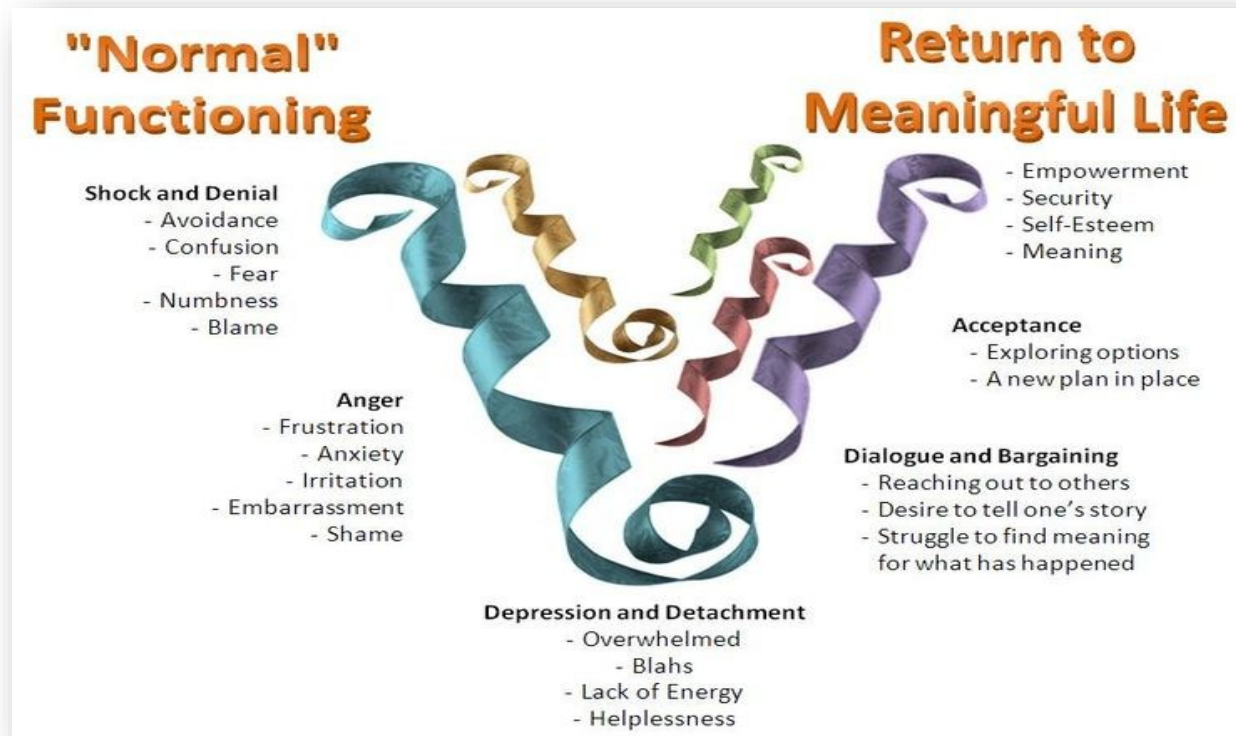 "Normal"
Functioning
Shock and Denial
- Avoidance
- Confusion
- Fear
- Numbness
- Blame
Anger
- Frustration
- Anxiety
- Irritation
- Embarrassment
- Shame
Depression and Detachment
- Overwhelmed
- Blahs
- Lack of Energy
- Helplessness
Dialogue and Bargaining
- Reaching out to others
- Desire to tell one's story
- Struggle to find meaning
for what has happened
Acceptance
- Exploring options
- A new plan in place
Return to
Meaningful Life
- Empowerment
- Security
- Self-Esteem
- Meaning